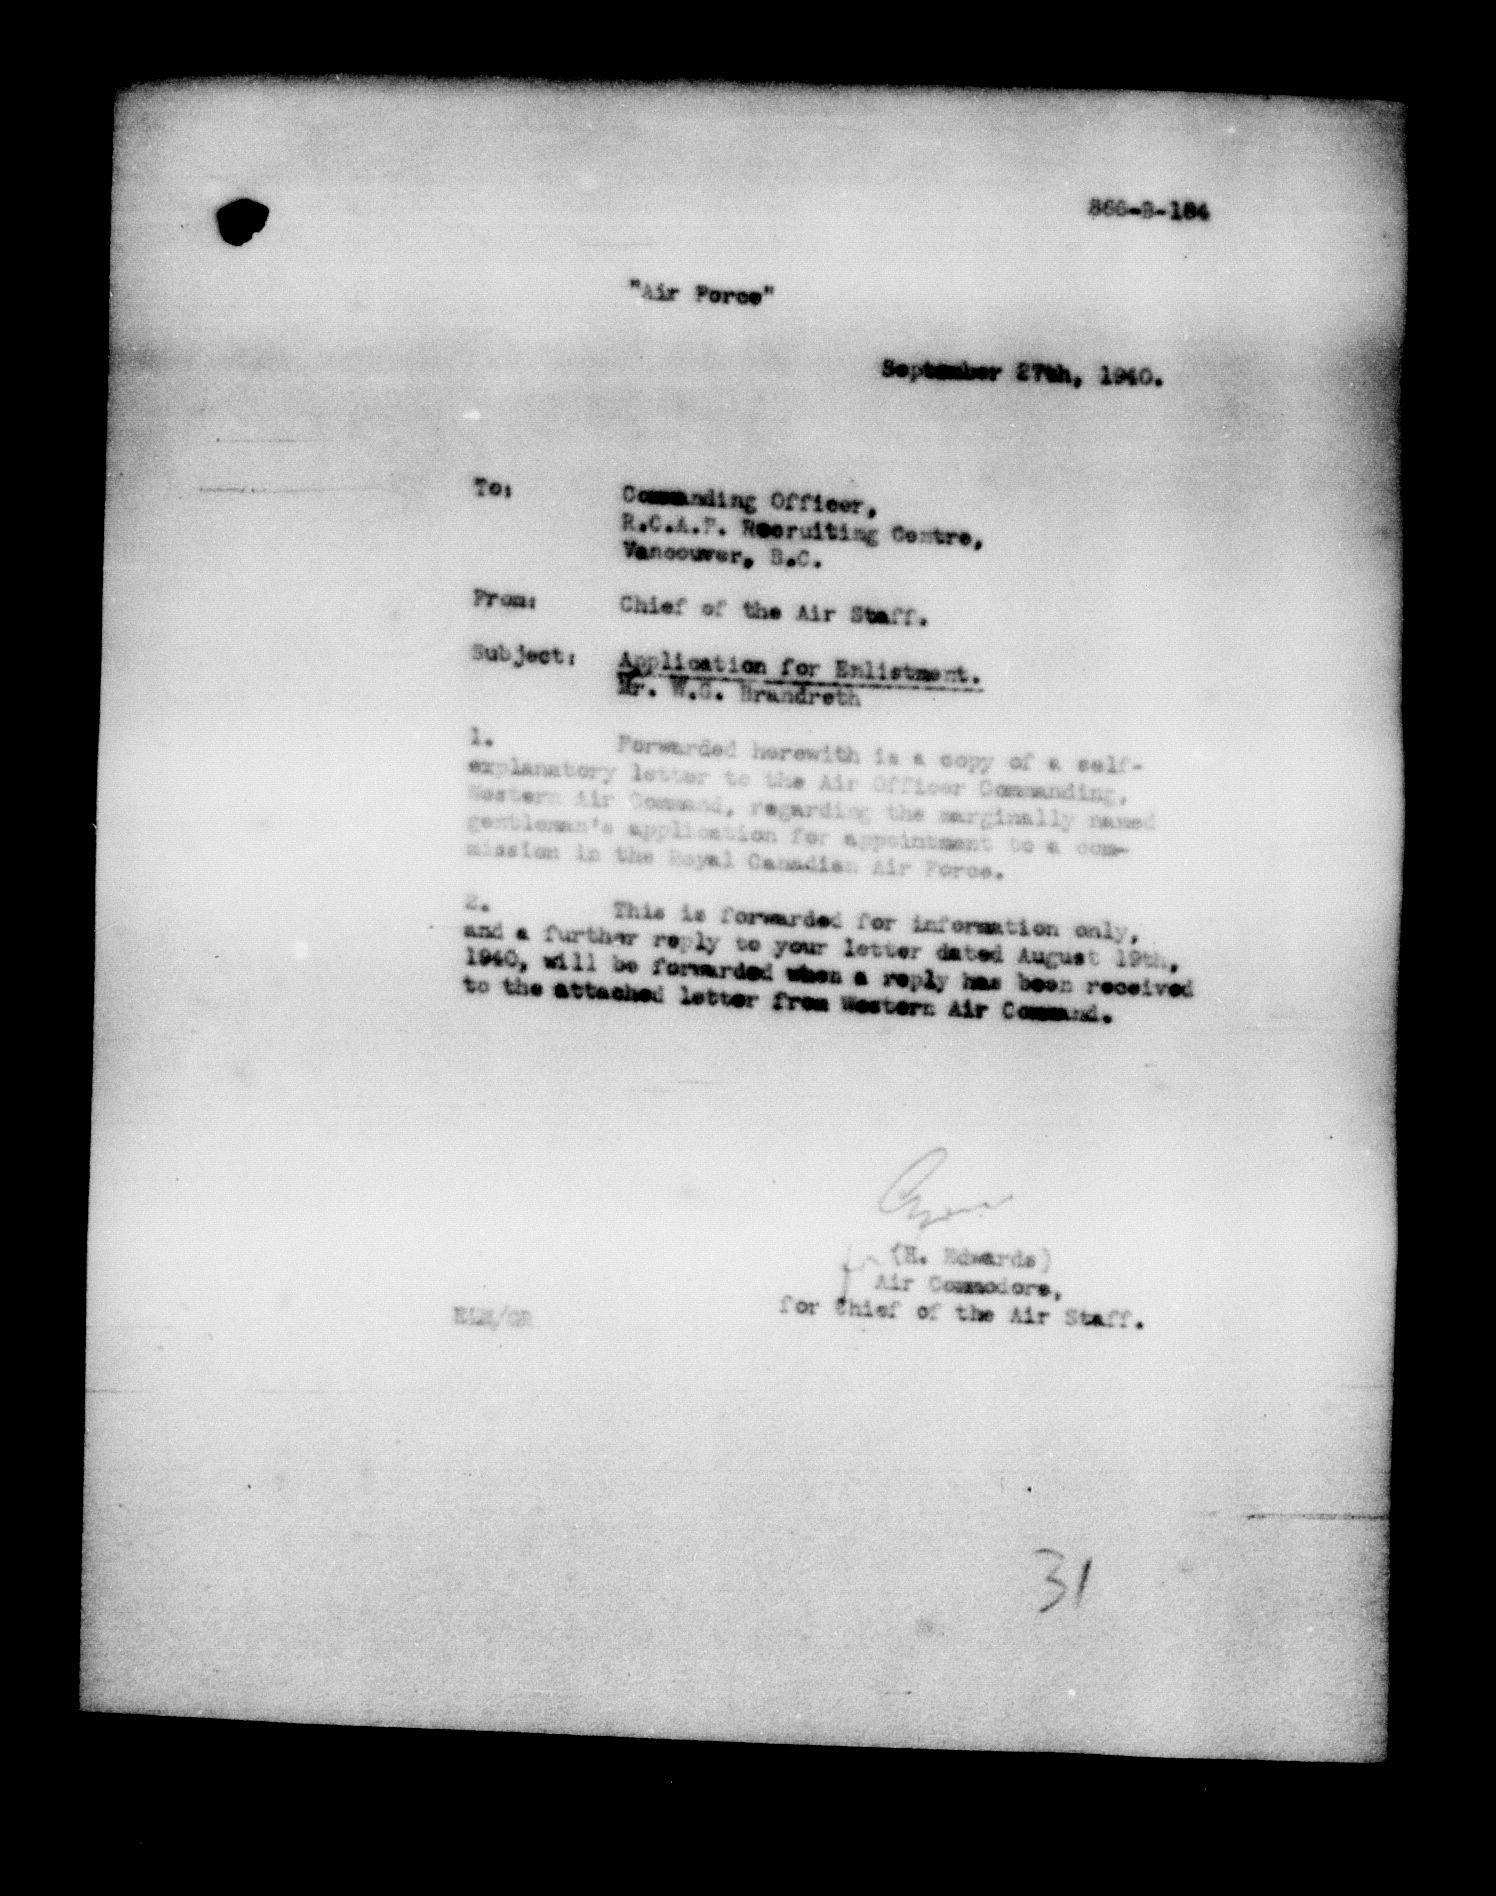 866-B-184
"Air Force"
September 27th, 1940.
To: Commanding Officer,
R.C.A.F. Recruiting Centre,
Vancouver, B.C.
From: Chief of the Air Staff.
Subject: Application for Enlistment.
Mr. W.G. Brandreth
1. Forwarded herewith is a copy of a self-
explanatory letter to the Air Officer Commanding,
Western Air Command, regarding the marginally named
gentleman's application for appointment to a com-
mission in the Royal Canadian Air Force.
2. This is forwarded for information only,
and a further reply to your letter dated August 19th,
1940, will be forwarded when a reply has been received
to the attached letter from Western Air Command.
for (H. Edwards)
Air Commodore,
for Chief of the Air Staff.
31